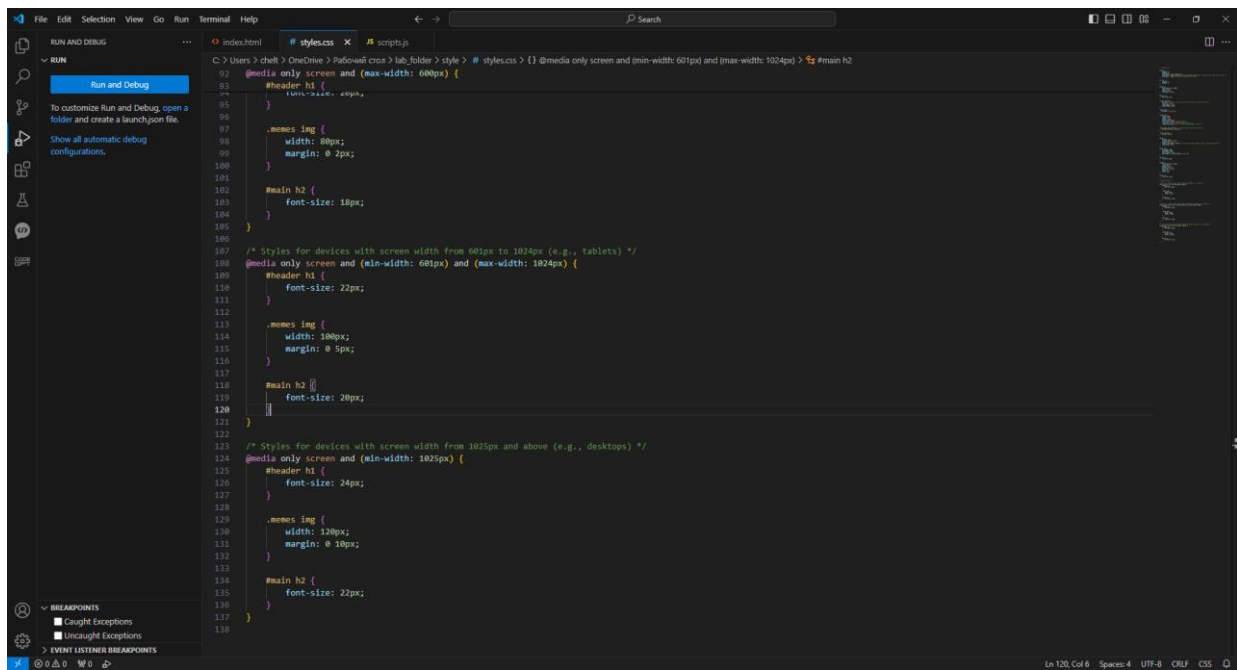 File Edit Selection View Go Run Terminal Help
Search
RUN AND DEBUG
RUN
Run and Debug
To customize Run and Debug, open a
folder and create a launch.json file.
Show all automatic debug
configurations.
index.html
# styles.css
JS scripts.js
C: > Users > chelt > OneDrive > Рабочий стол > lab_folder > style > # styles.css > {} @media only screen and (min-width: 601px) and (max-width: 1024px) > #main h2
92 @media only screen and (max-width: 600px) {
93 #header h1 {
94 font-size: 20px;
95 }
96
97 .memes img {
98 width: 80px;
99 margin: 0 2px;
100 }
101
102 #main h2 {
103 font-size: 18px;
104 }
105 }
106
107 /* Styles for devices with screen width from 601px to 1024px (e.g., tablets) */
108 @media only screen and (min-width: 601px) and (max-width: 1024px) {
109 #header h1 {
110 font-size: 22px;
111 }
112
113 .memes img {
114 width: 100px;
115 margin: 0 5px;
116 }
117
118 #main h2 {
119 font-size: 20px;
120 }
121 }
122
123 /* Styles for devices with screen width from 1025px and above (e.g., desktops) */
124 @media only screen and (min-width: 1025px) {
125 #header h1 {
126 font-size: 24px;
127 }
128
129 .memes img {
130 width: 120px;
131 margin: 0 10px;
132 }
133
134 #main h2 {
135 font-size: 22px;
136 }
137 }
138
BREAKPOINTS
Caught Exceptions
Uncaught Exceptions
EVENT LISTENER BREAKPOINTS
0 0 0
Ln 120, Col 6 Spaces: 4 UTF-8 CRLF CSS